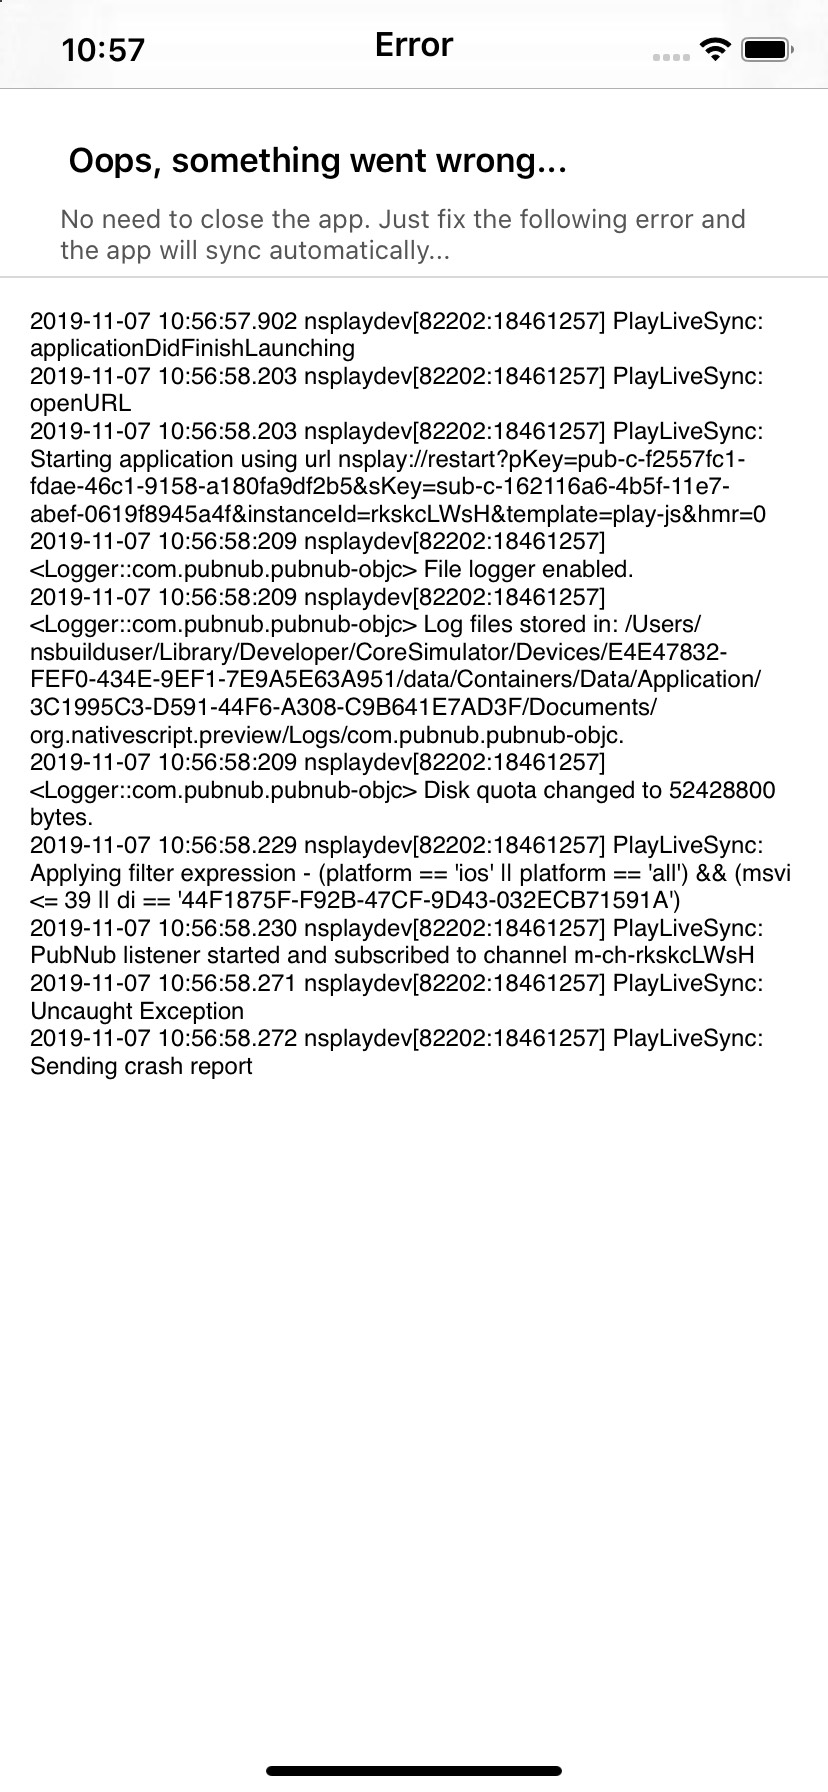 10:57
Error
Oops, something went wrong...
No need to close the app. Just fix the following error and
the app will sync automatically...
2019-11-07 10:56:57.902 nsplaydev[82202:18461257] PlayLiveSync:
applicationDidFinishLaunching
2019-11-07 10:56:58.203 nsplaydev[82202:18461257] PlayLiveSync:
openURL
2019-11-07 10:56:58.203 nsplaydev[82202:18461257] PlayLiveSync:
Starting application using url nsplay://restart?pKey=pub-c-f2557fc1-
fdae-46c1-9158-a180fa9df2b5&sKey=sub-c-162116a6-4b5f-11e7-
abef-0619f8945a4f&instanceId=rkskcLWsH&template=play-js&hmr=0
2019-11-07 10:56:58:209 nsplaydev[82202:18461257]
<Logger::com.pubnub.pubnub-objc> File logger enabled.
2019-11-07 10:56:58:209 nsplaydev[82202:18461257]
<Logger::com.pubnub.pubnub-objc> Log files stored in: /Users/
nsbuilduser/Library/Developer/CoreSimulator/Devices/E4E47832-
FEF0-434E-9EF1-7E9A5E63A951/data/Containers/Data/Application/
3C1995C3-D591-44F6-A308-C9B641E7AD3F/Documents/
org.nativescript.preview/Logs/com.pubnub.pubnub-objc.
2019-11-07 10:56:58:209 nsplaydev[82202:18461257]
<Logger::com.pubnub.pubnub-objc> Disk quota changed to 52428800
bytes.
2019-11-07 10:56:58.229 nsplaydev[82202:18461257] PlayLiveSync:
Applying filter expression - (platform == 'ios' || platform == 'all') && (msvi
<= 39 || di == '44F1875F-F92B-47CF-9D43-032ECB71591A')
2019-11-07 10:56:58.230 nsplaydev[82202:18461257] PlayLiveSync:
PubNub listener started and subscribed to channel m-ch-rkskcLWsH
2019-11-07 10:56:58.271 nsplaydev[82202:18461257] PlayLiveSync:
Uncaught Exception
2019-11-07 10:56:58.272 nsplaydev[82202:18461257] PlayLiveSync:
Sending crash report